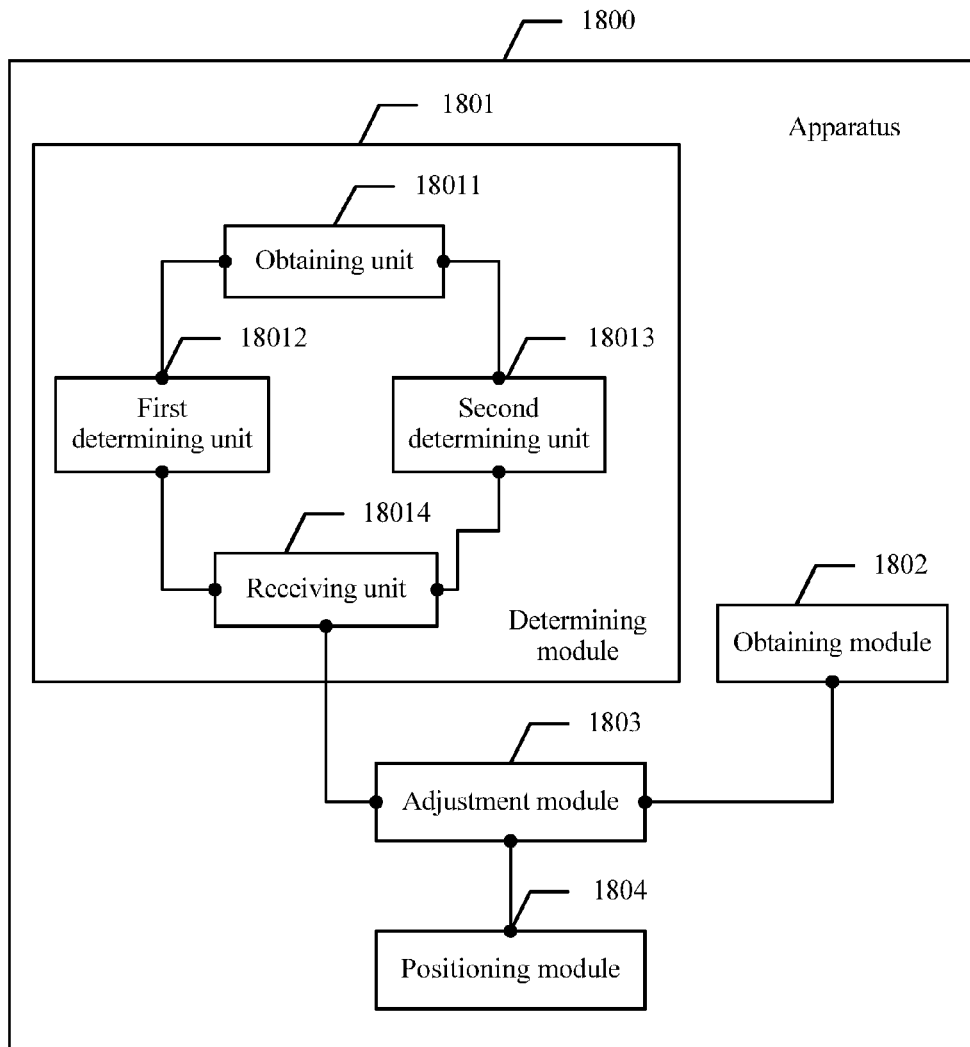 1800
1801
Apparatus
18011
Obtaining unit
18012
18013
First
determining unit
Second
determining unit
18014
Receiving unit
1802
Determining
module
Obtaining module
1803
Adjustment module
1804
Positioning module